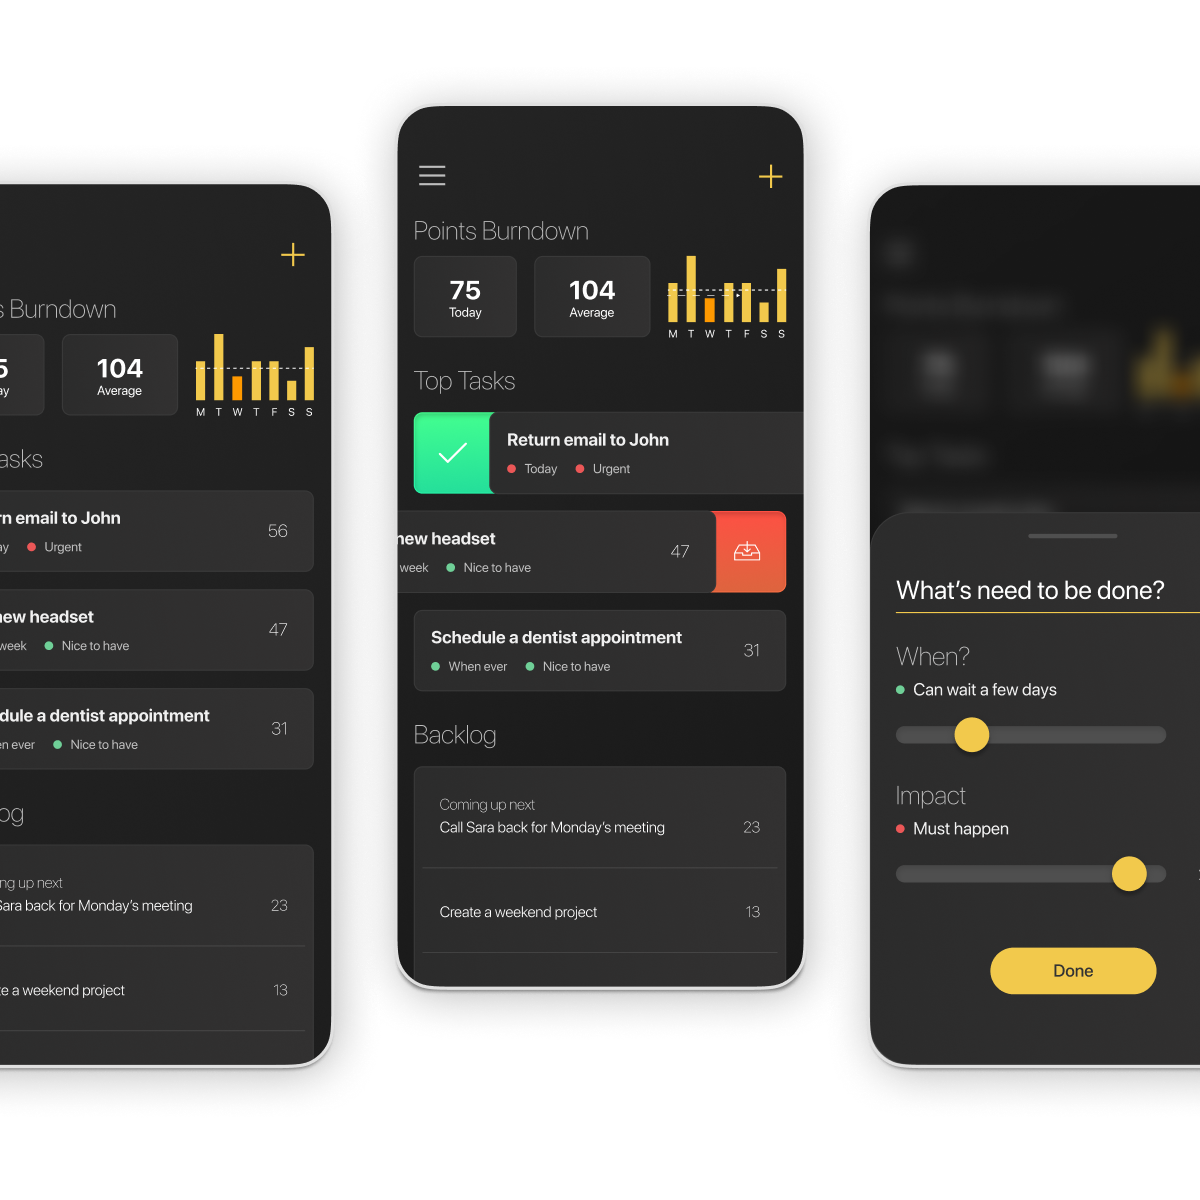 s Burndown
5
ay
104
Average
M T W T F S S
asks
rn email to John
56
ay
Urgent
new headset
47
week
Nice to have
dule a dentist appointment
31
en ever
Nice to have
og
ng up next
Sara back for Monday's meeting
23
te a weekend project
13
Points Burndown
75
Today
104
Average
M T W T F S S
Top Tasks
Return email to John
Today
Urgent
new headset
47
week
Nice to have
Schedule a dentist appointment
31
When ever
Nice to have
Backlog
Coming up next
Call Sara back for Monday's meeting
23
Create a weekend project
13
What's need to be done?
When?
Can wait a few days
Impact
Must happen
Done